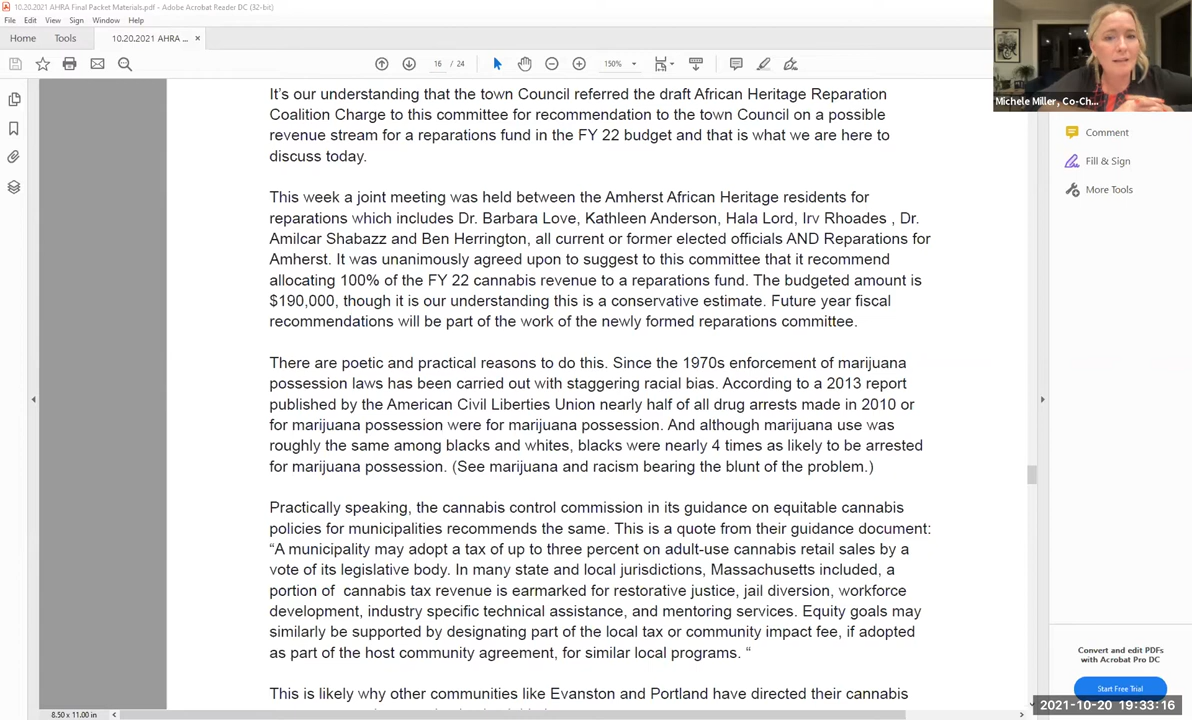 10.20.2021 AHRA Final Packet Materials.pdf - Adobe Acrobat Reader DC (32-bit)
File Edit View Sign Window Help
Home Tools 10.20.2021 AHRA ... ×
16 / 24 150%
It's our understanding that the town Council referred the draft African Heritage Reparation
Coalition Charge to this committee for recommendation to the town Council on a possible
revenue stream for a reparations fund in the FY 22 budget and that is what we are here to
discuss today.
This week a joint meeting was held between the Amherst African Heritage residents for
reparations which includes Dr. Barbara Love, Kathleen Anderson, Hala Lord, Irv Rhoades , Dr.
Amilcar Shabazz and Ben Herrington, all current or former elected officials AND Reparations for
Amherst. It was unanimously agreed upon to suggest to this committee that it recommend
allocating 100% of the FY 22 cannabis revenue to a reparations fund. The budgeted amount is
$190,000, though it is our understanding this is a conservative estimate. Future year fiscal
recommendations will be part of the work of the newly formed reparations committee.
There are poetic and practical reasons to do this. Since the 1970s enforcement of marijuana
possession laws has been carried out with staggering racial bias. According to a 2013 report
published by the American Civil Liberties Union nearly half of all drug arrests made in 2010 or
for marijuana possession were for marijuana possession. And although marijuana use was
roughly the same among blacks and whites, blacks were nearly 4 times as likely to be arrested
for marijuana possession. (See marijuana and racism bearing the blunt of the problem.)
Practically speaking, the cannabis control commission in its guidance on equitable cannabis
policies for municipalities recommends the same. This is a quote from their guidance document:
“A municipality may adopt a tax of up to three percent on adult-use cannabis retail sales by a
vote of its legislative body. In many state and local jurisdictions, Massachusetts included, a
portion of  cannabis tax revenue is earmarked for restorative justice, jail diversion, workforce
development, industry specific technical assistance, and mentoring services. Equity goals may
similarly be supported by designating part of the local tax or community impact fee, if adopted
as part of the host community agreement, for similar local programs. “
This is likely why other communities like Evanston and Portland have directed their cannabis
8.50 x 11.00 in
Michele Miller, Co-Ch...
Comment
Fill & Sign
More Tools
Convert and edit PDFs
with Acrobat Pro DC
Start Free Trial
2021-10-20 19:33:16